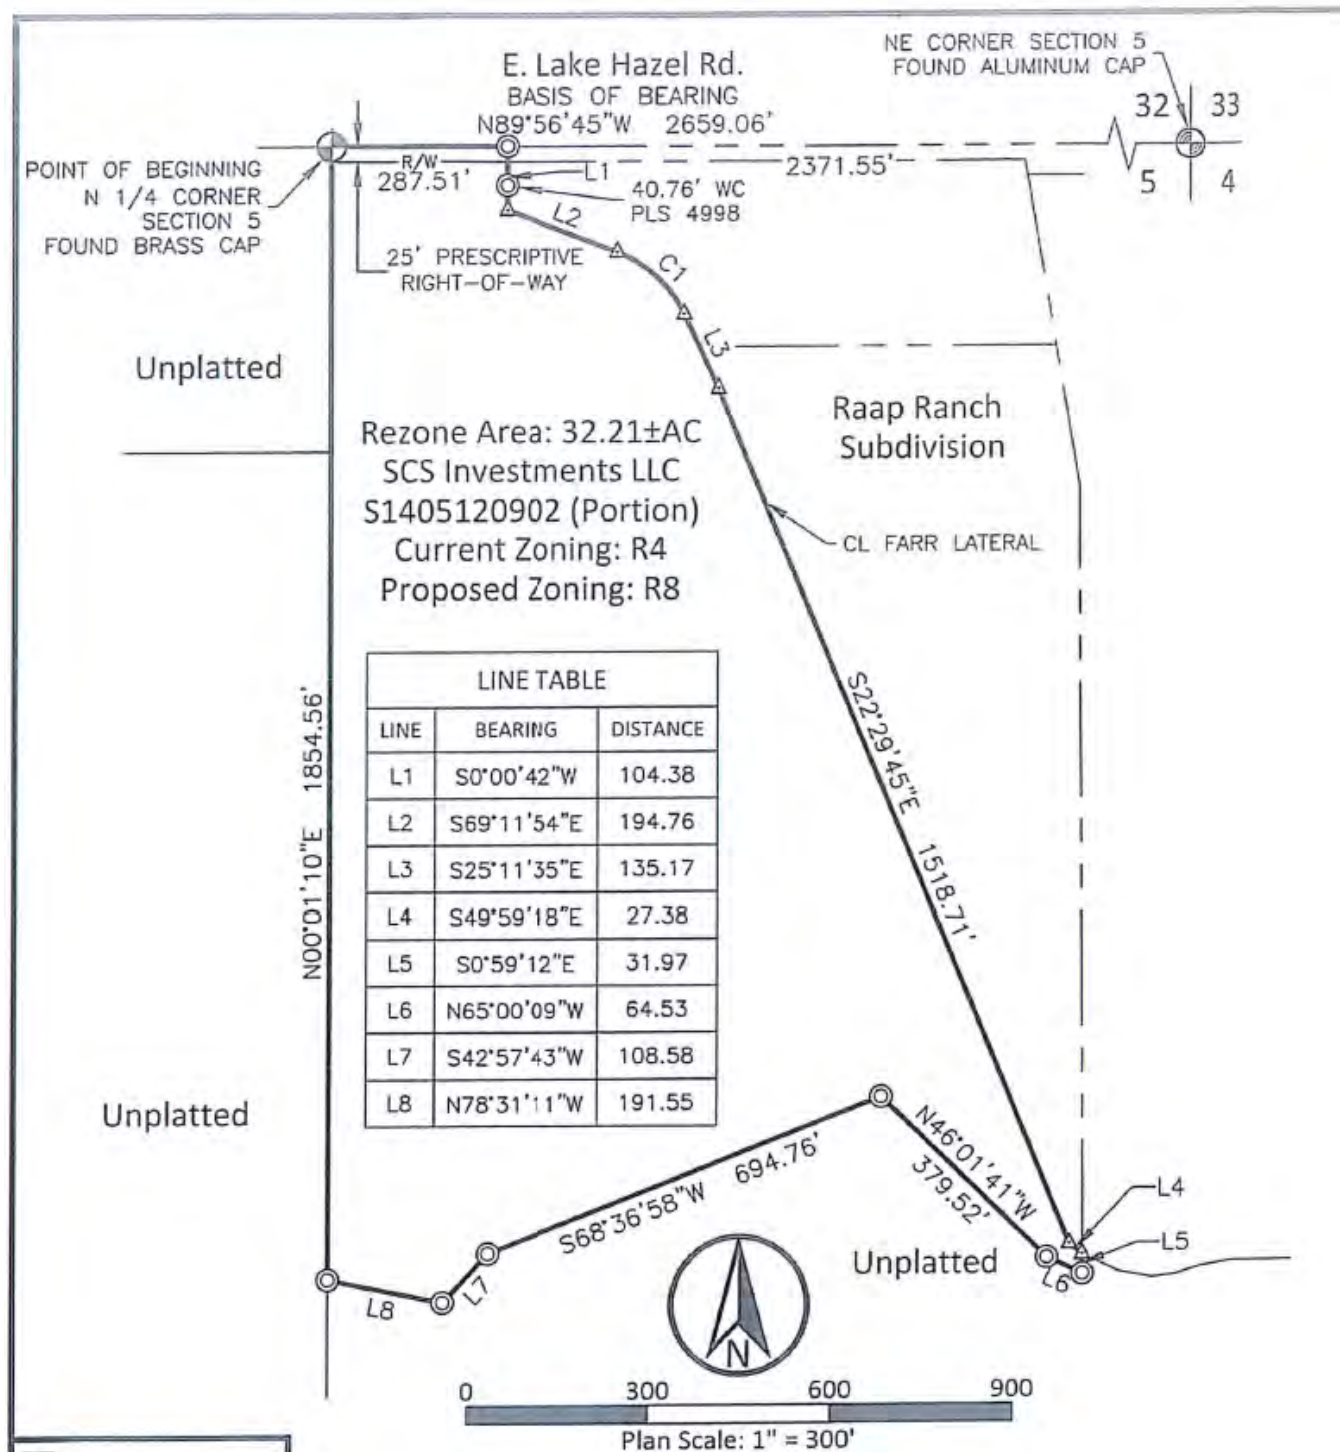 NE CORNER SECTION 5
FOUND ALUMINUM CAP
E. Lake Hazel Rd.
BASIS OF BEARING
N89°56'45"W 2659.06'
32
33
5
4
POINT OF BEGINNING
N 1/4 CORNER
SECTION 5
FOUND BRASS CAP
R/W
287.51'
L1
2371.55'
40.76' WC
PLS 4998
L2
25' PRESCRIPTIVE
RIGHT-OF-WAY
C1
L3
Unplatted
Raap Ranch
Subdivision
Rezone Area: 32.21±AC
SCS Investments LLC
S1405120902 (Portion)
Current Zoning: R4
Proposed Zoning: R8
CL FARR LATERAL
N00°01'10"E 1854.56'
S22°29'45"E 1518.71'
LINE TABLE
LINE BEARING DISTANCE
L1 S0°00'42"W 104.38
L2 S69°11'54"E 194.76
L3 S25°11'35"E 135.17
L4 S49°59'18"E 27.38
L5 S0°59'12"E 31.97
L6 N65°00'09"W 64.53
L7 S42°57'43"W 108.58
L8 N78°31'11"W 191.55
Unplatted
S68°36'58"W 694.76'
N46°01'41"W
379.52'
L4
L5
Unplatted
L6
L7
L8
N
0 300 600 900
Plan Scale: 1" = 300'